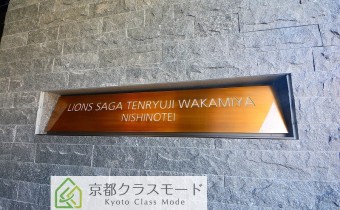 LIONS SAGA TENRYUJI WAKAMIYA
NISHINOTEI
京都クラスモード
Kyoto Class Mode